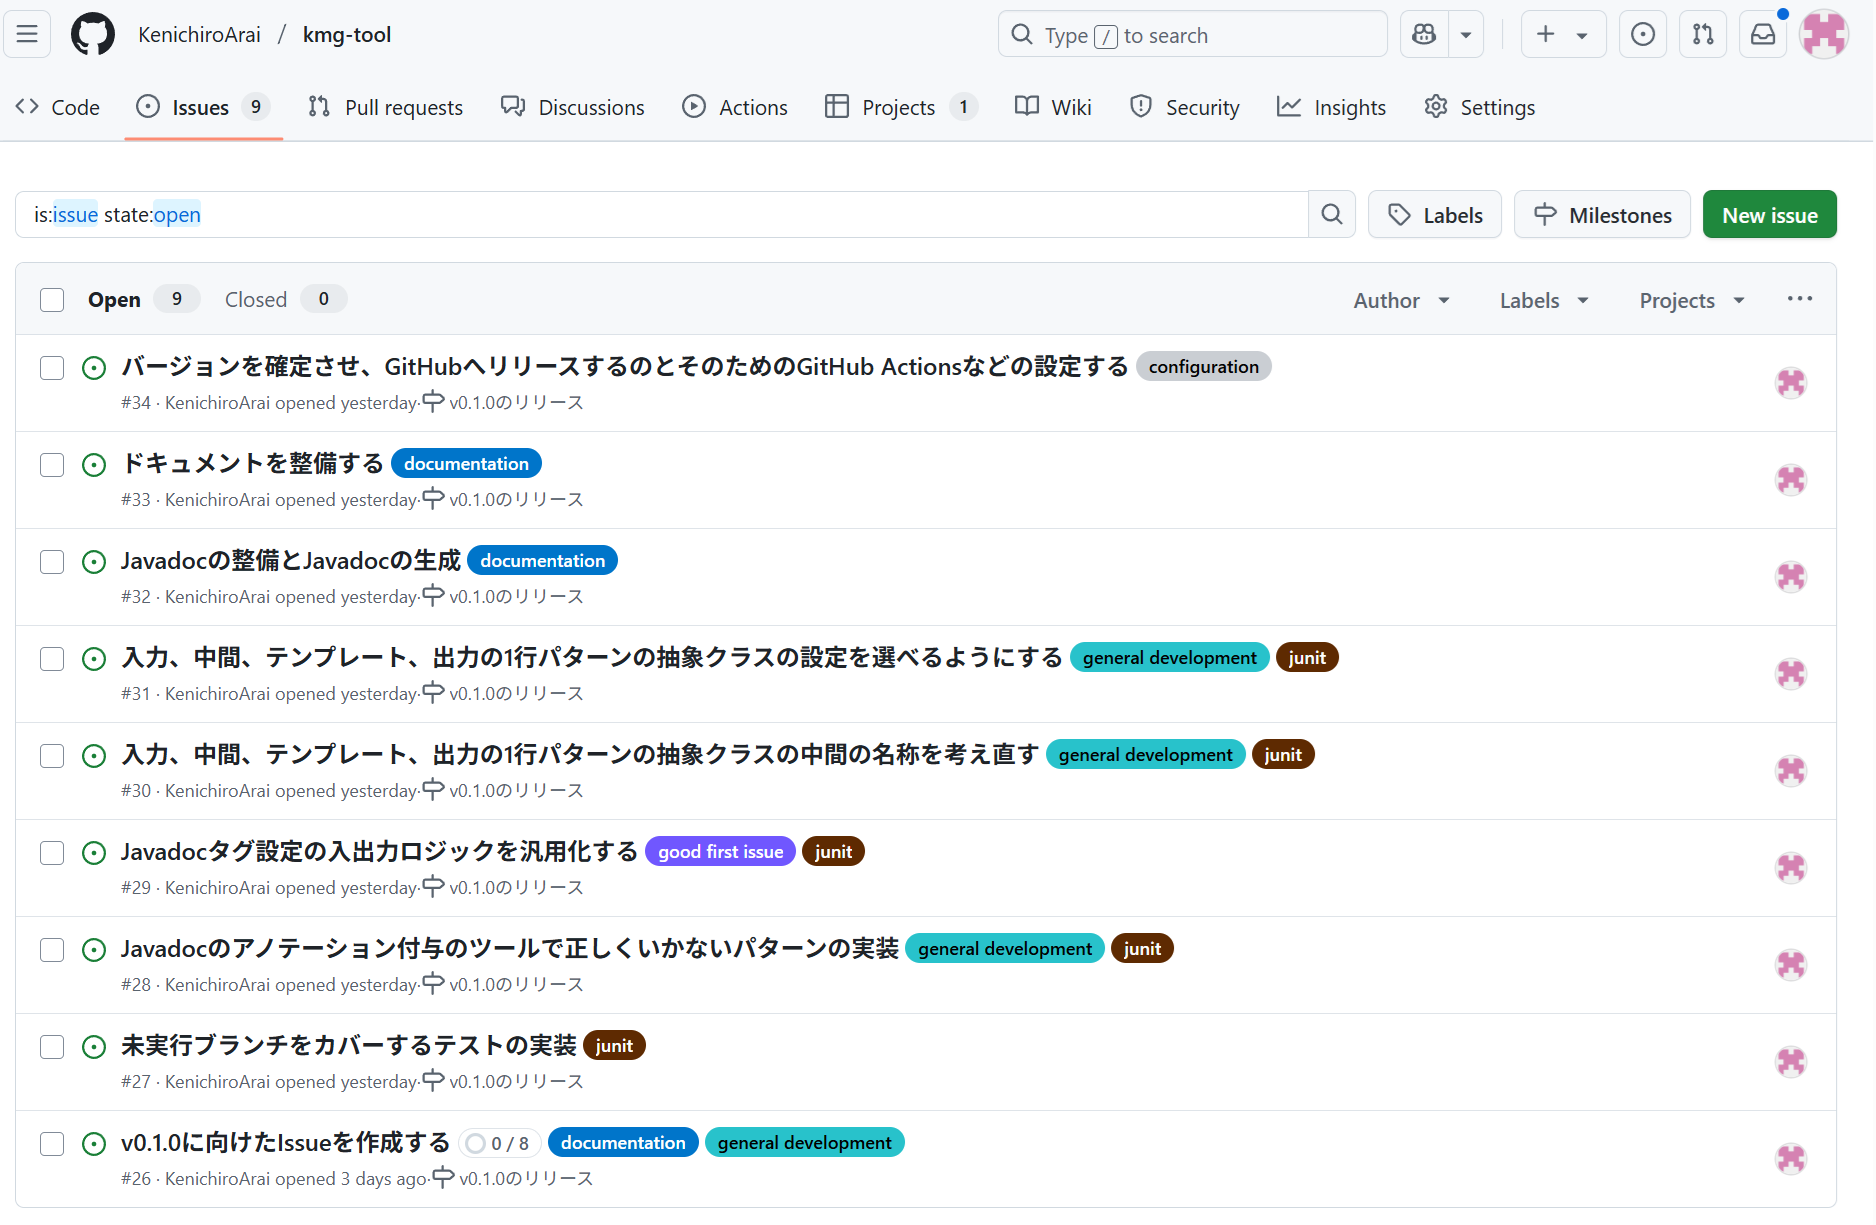 KenichiroArai / kmg-tool
Type / to search
Code
Issues 9
Pull requests
Discussions
Actions
Projects 1
Wiki
Security
Insights
Settings
is:issue state:open
Labels
Milestones
New issue
Open 9
Closed 0
Author
Labels
Projects
バージョンを確定させ、GitHubへリリースするのとそのためのGitHub Actionsなどの設定する configuration
#34 · KenichiroArai opened yesterday· v0.1.0のリリース
ドキュメントを整備する documentation
#33 · KenichiroArai opened yesterday· v0.1.0のリリース
Javadocの整備とJavadocの生成 documentation
#32 · KenichiroArai opened yesterday· v0.1.0のリリース
入力、中間、テンプレート、出力の1行パターンの抽象クラスの設定を選べるようにする general development junit
#31 · KenichiroArai opened yesterday· v0.1.0のリリース
入力、中間、テンプレート、出力の1行パターンの抽象クラスの中間の名称を考え直す general development junit
#30 · KenichiroArai opened yesterday· v0.1.0のリリース
Javadocタグ設定の入出力ロジックを汎用化する good first issue junit
#29 · KenichiroArai opened yesterday· v0.1.0のリリース
Javadocのアノテーション付与のツールで正しくいかないパターンの実装 general development junit
#28 · KenichiroArai opened yesterday· v0.1.0のリリース
未実行ブランチをカバーするテストの実装 junit
#27 · KenichiroArai opened yesterday· v0.1.0のリリース
v0.1.0に向けたIssueを作成する 0 / 8 documentation general development
#26 · KenichiroArai opened 3 days ago· v0.1.0のリリース